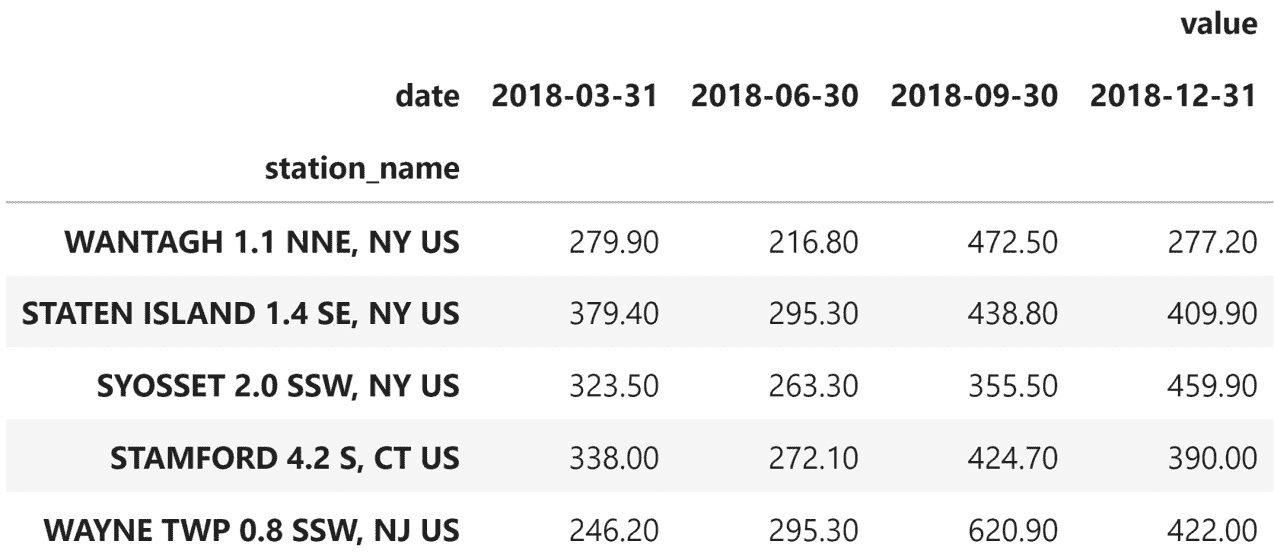 value
date 2018-03-31 2018-06-30 2018-09-30 2018-12-31
station_name
WANTAGH 1.1 NNE, NY US 279.90 216.80 472.50 277.20
STATEN ISLAND 1.4 SE, NY US 379.40 295.30 438.80 409.90
SYOSSET 2.0 SSW, NY US 323.50 263.30 355.50 459.90
STAMFORD 4.2 S, CT US 338.00 272.10 424.70 390.00
WAYNE TWP 0.8 SSW, NJ US 246.20 295.30 620.90 422.00